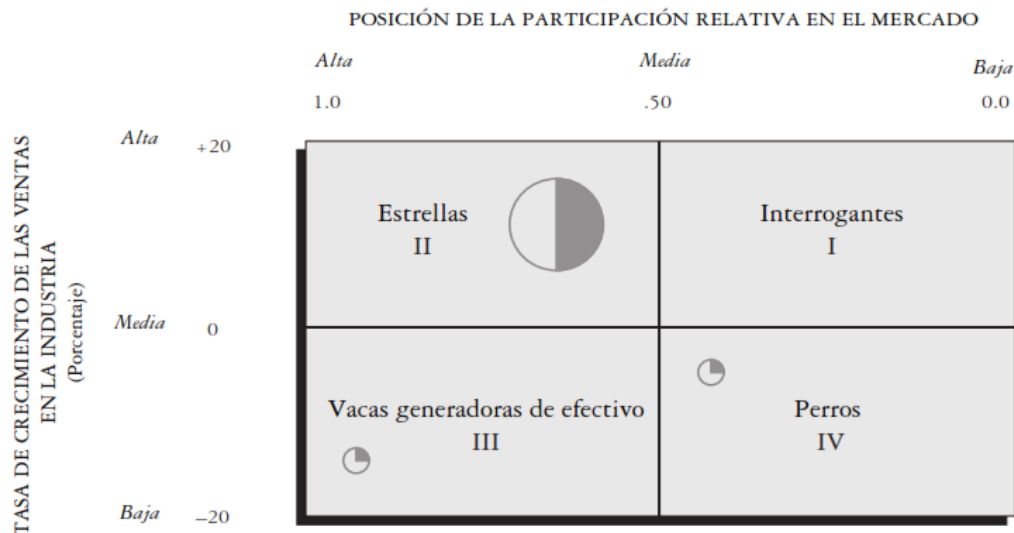 POSICIÓN DE LA PARTICIPACIÓN RELATIVA EN EL MERCADO
Alta
Media
Baja
1.0
.50
0.0
TASA DE CRECIMIENTO DE LAS VENTAS
EN LA INDUSTRIA
(Porcentaje)
Alta
+20
Estrellas
II
Interrogantes
I
Media
0
Vacas generadoras de efectivo
III
Perros
IV
Baja
–20